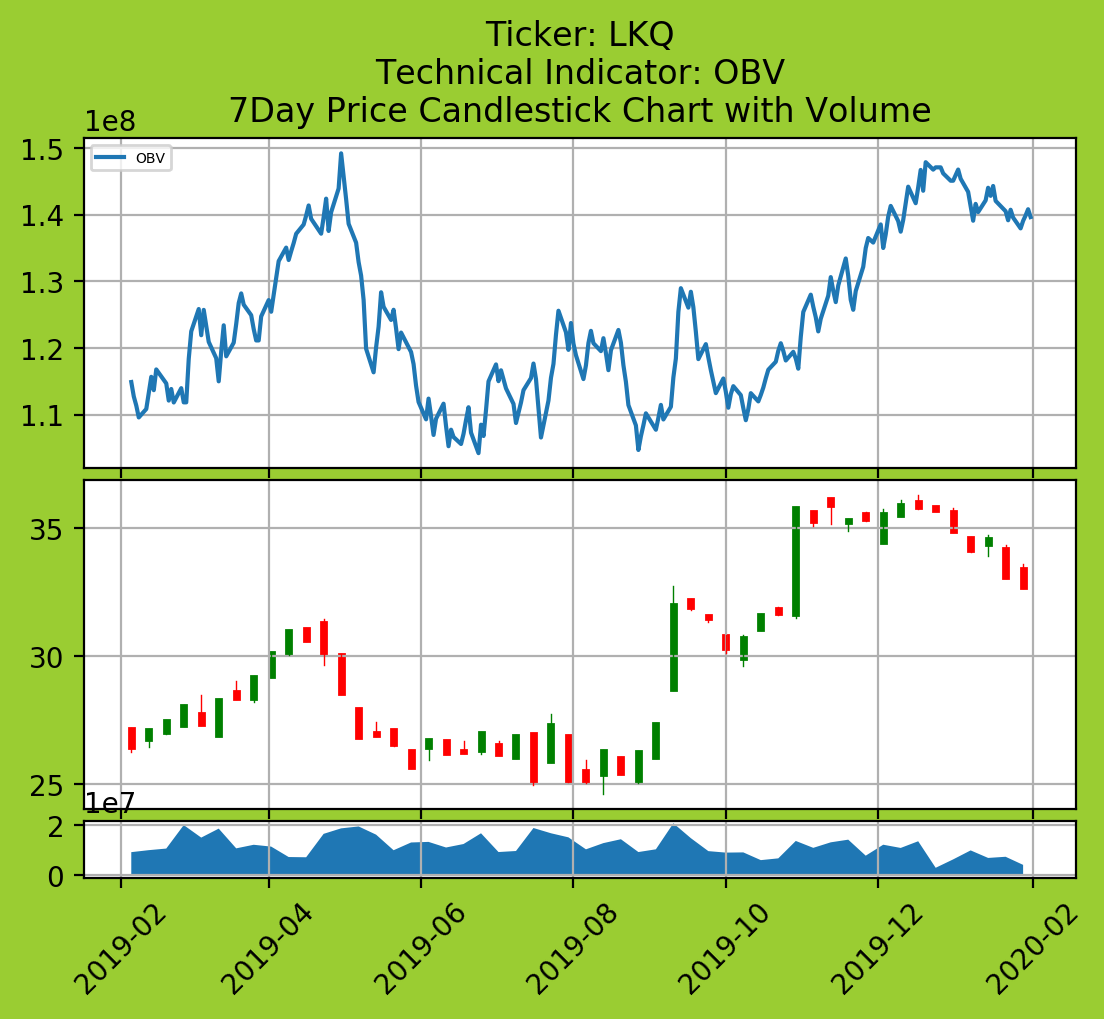 Ticker: LKQ
Technical Indicator: OBV
7Day Price Candlestick Chart with Volume
1e8
OBV
1.5
1.4
1.3
1.2
1.1
35
30
25
1e7
2
0
2019-02
2019-04
2019-06
2019-08
2019-10
2019-12
2020-02